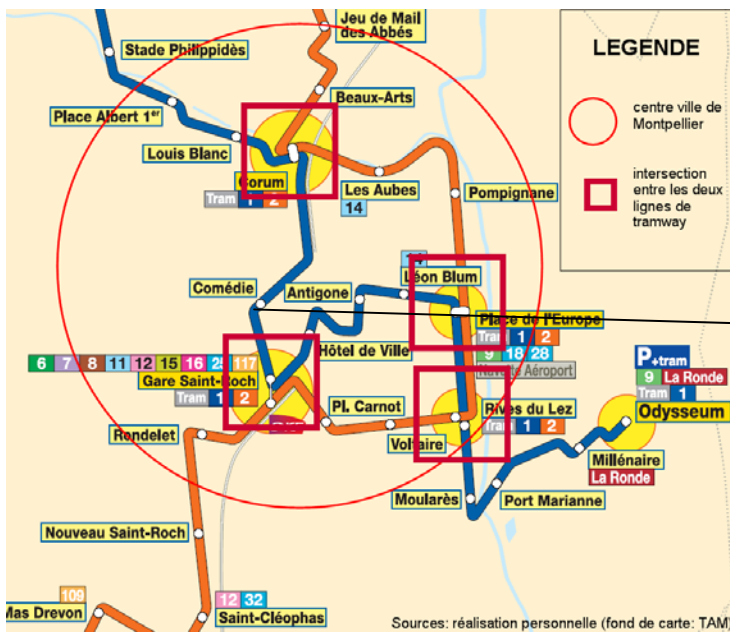 Jeu de Mail
des Abbés
Stade Philippidès
Beaux-Arts
Place Albert 1er
Louis Blanc
Corum
Tram 1 2
Les Aubes
14
Pompignane
LEGENDE
centre ville de
Montpellier
intersection
entre les deux
lignes de
tramway
Comédie
Antigone
14
Léon Blum
Place de l'Europe
Tram 1 2
9 18 28
Navette Aéroport
Hôtel de Ville
6 7 8 11 12 15 16 25 117
Gare Saint-Roch
Tram 1 2
Rondelet
Pl. Carnot
Voltaire
Rives du Lez
Tram 1 2
P+tram
9 La Ronde
Tram 1
Odysseum
Millénaire
La Ronde
Moularès
Port Marianne
Nouveau Saint-Roch
109
Mas Drevon
12 32
Saint-Cléophas
Sources: réalisation personnelle (fond de carte: TAM)